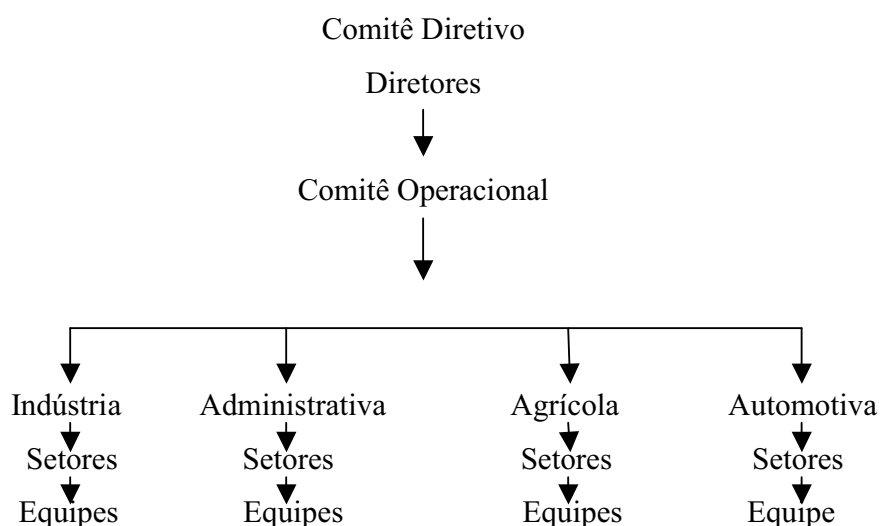 Comitê Diretivo
Diretores
Comitê Operacional
Indústria Administrativa Agrícola Automotiva
Setores Setores Setores Setores
Equipes Equipes Equipes Equipe